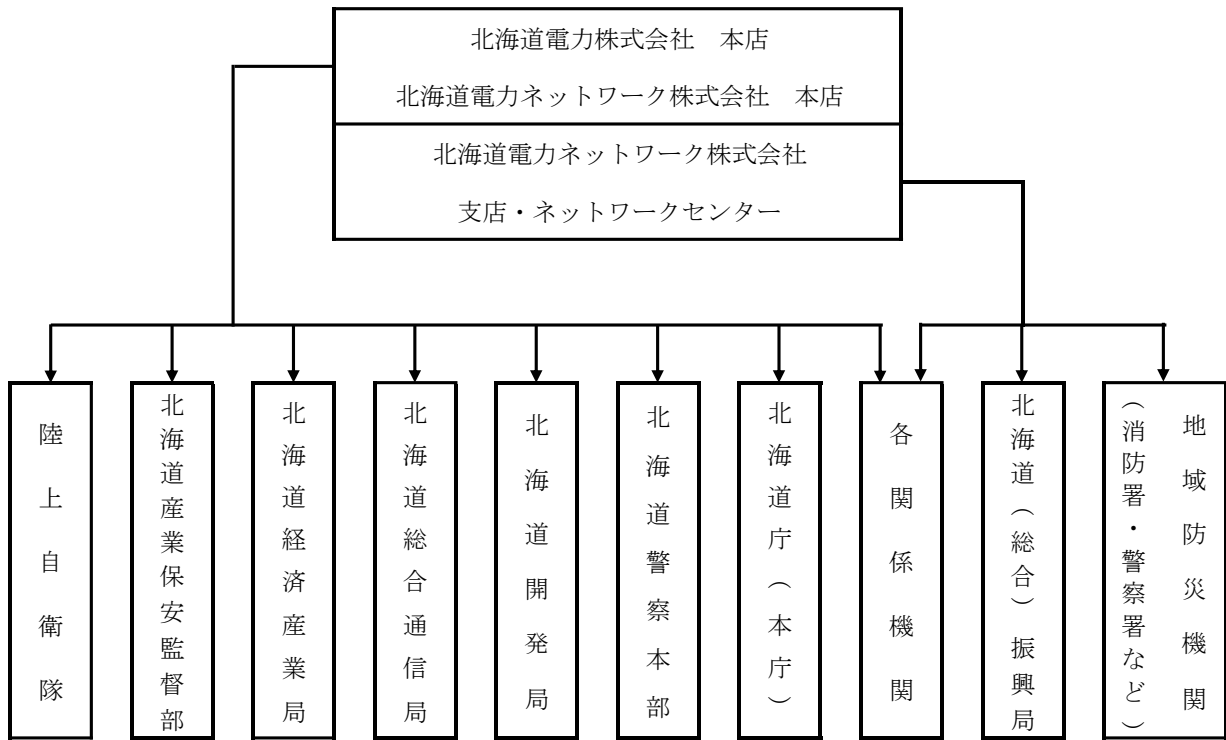 北海道電力株式会社　本店
北海道電力ネットワーク株式会社　本店
北海道電力ネットワーク株式会社
支店・ネットワークセンター
陸上自衛隊
北海道産業保安監督部
北海道経済産業局
北海道総合通信局
北海道開発局
北海道警察本部
北海道庁（本庁）
各関係機関
北海道（総合）振興局
地域防災機関
（消防署・警察署など）